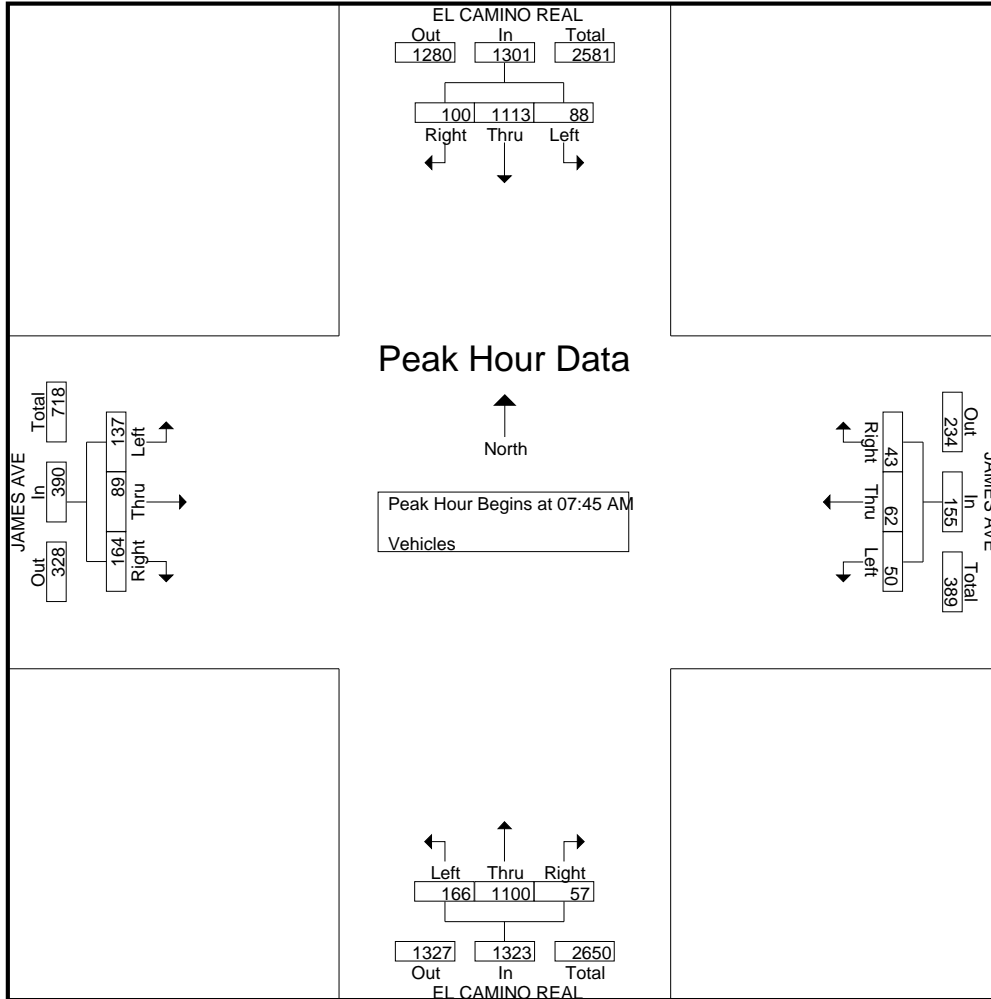 EL CAMINO REAL
Out In Total
1280 1301 2581
100 1113 88
Right Thru Left
Peak Hour Data
North
Peak Hour Begins at 07:45 AM
Vehicles
JAMES AVE
Out In Total
328 390 718
Right Thru Left
164 89 137
JAMES AVE
Out In Total
234 155 389
Right Thru Left
43 62 50
Left Thru Right
166 1100 57
1327 1323 2650
Out In Total
EL CAMINO REAL